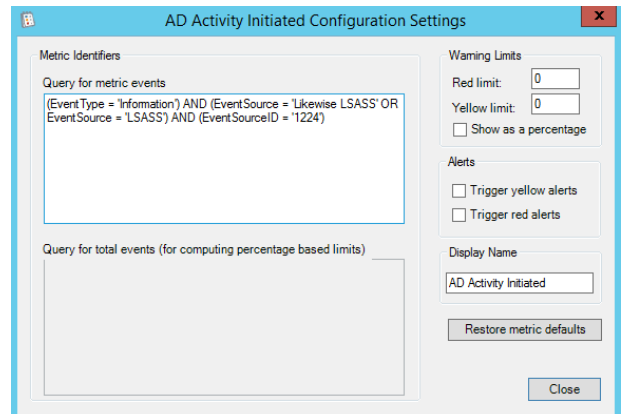 AD Activity Initiated Configuration Settings
x
Metric Identifiers
Query for metric events
(EventType = 'Information') AND (EventSource = 'Likewise LSASS' OR
EventSource = 'LSASS') AND (EventSourceID = '1224')
Query for total events (for computing percentage based limits)
Warning Limits
Red limit: 0
Yellow limit: 0
Show as a percentage
Alerts
Trigger yellow alerts
Trigger red alerts
Display Name
AD Activity Initiated
Restore metric defaults
Close